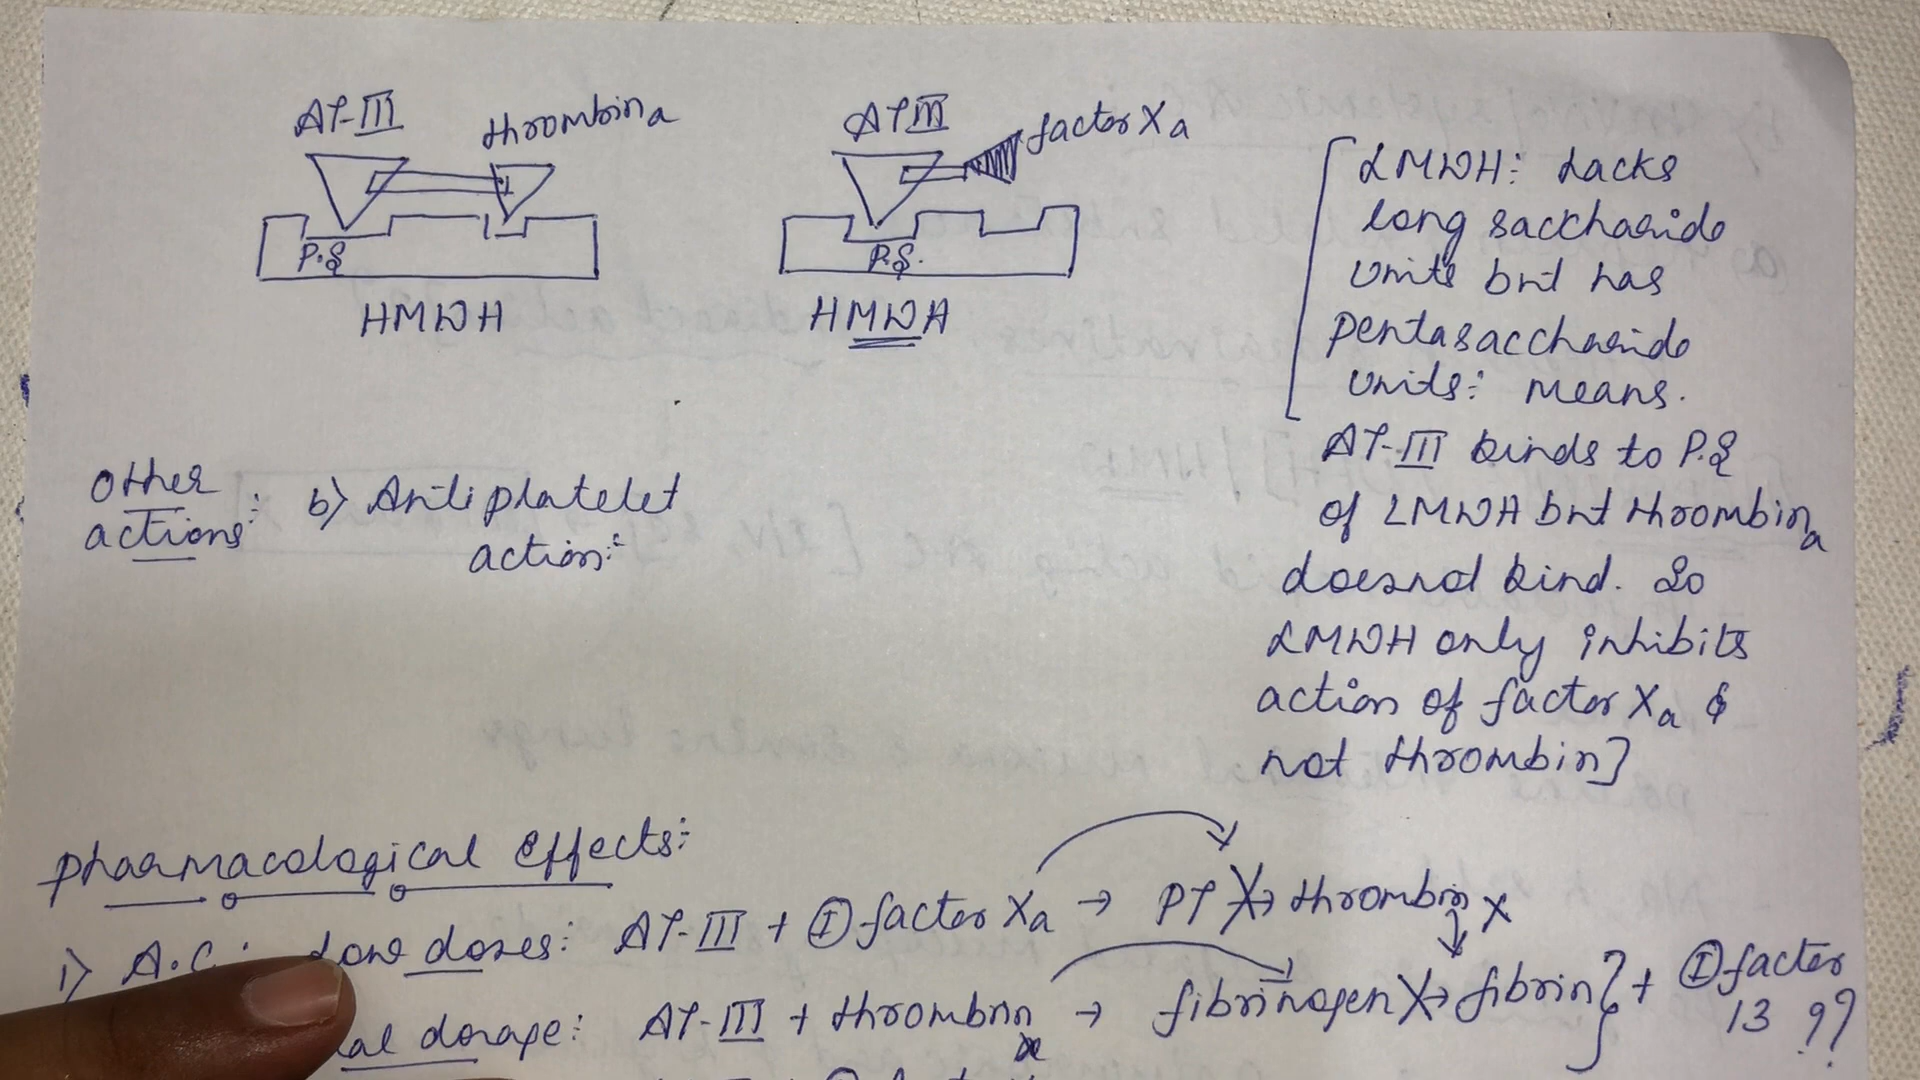 AT-III
thrombin a
P.S
HMWH
AT III
factor Xa
P.S.
HMWH
[LMWH: Lacks
long saccharide
units but has
pentasaccharide
units: means.
AT-III binds to P.S
of LMWH but thrombin a
doesnot bind. So
LMWH only inhibits
action of factor Xa &
not thrombin]
Other
actions:
b) Antiplatelet
action:
pharmacological effects:
1) A.C: Low doses: AT-III + Ⓘ factor Xa → PT X→ thrombin X
dosage: AT-III + thrombin → fibrinogen X→ fibrin} + Ⓘ factor
13 ??